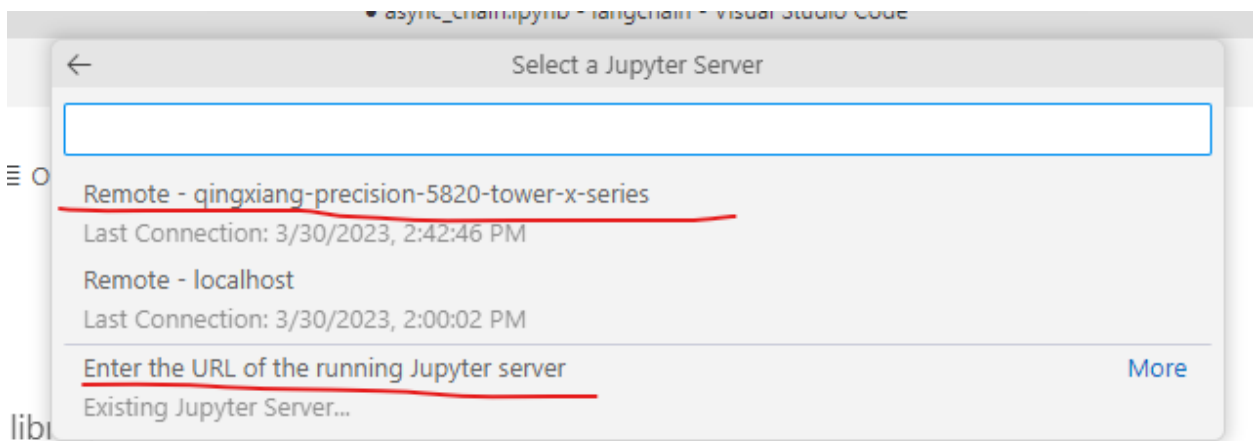 ● async_chain.ipynb - langchain - Visual Studio Code
← Select a Jupyter Server
O
Remote - qingxiang-precision-5820-tower-x-series
Last Connection: 3/30/2023, 2:42:46 PM
Remote - localhost
Last Connection: 3/30/2023, 2:00:02 PM
Enter the URL of the running Jupyter server More
Existing Jupyter Server...